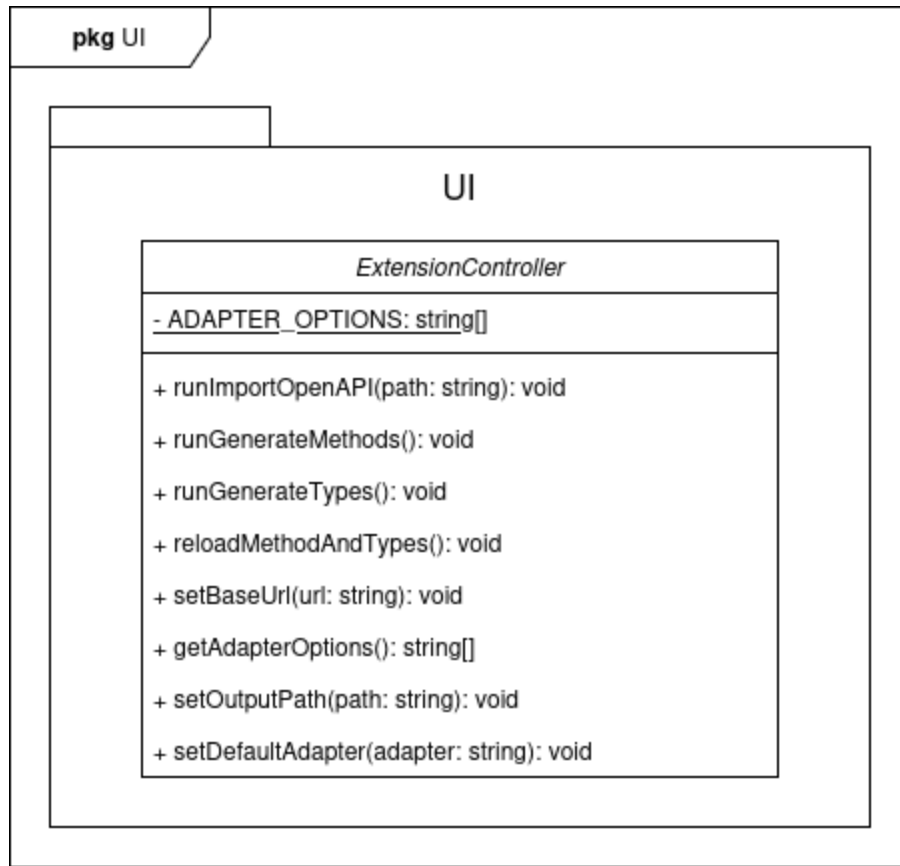 pkg UI
UI
ExtensionController
- ADAPTER_OPTIONS: string[]
+ runImportOpenAPI(path: string): void
+ runGenerateMethods(): void
+ runGenerateTypes(): void
+ reloadMethodAndTypes(): void
+ setBaseUrl(url: string): void
+ getAdapterOptions(): string[]
+ setOutputPath(path: string): void
+ setDefaultAdapter(adapter: string): void